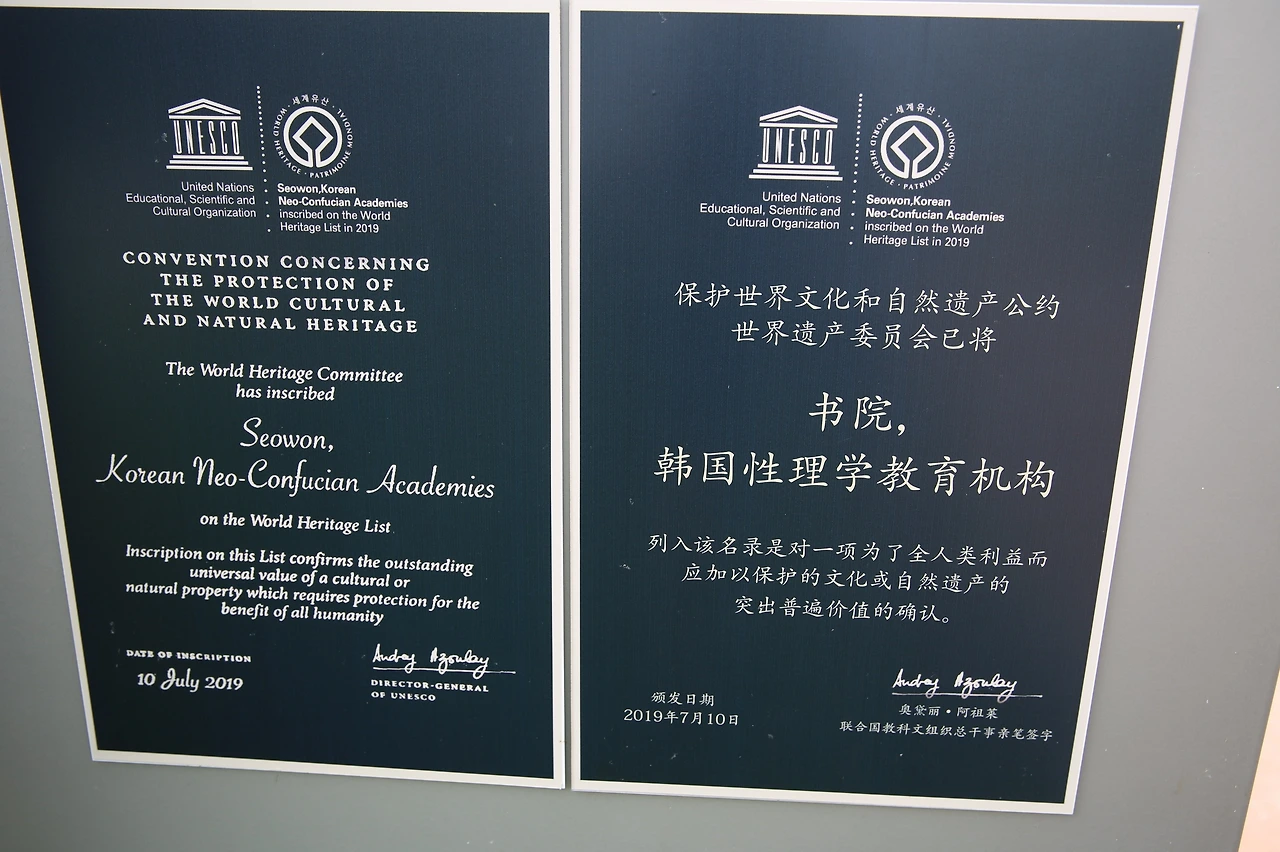 UNESCO
· 세계유산 · WORLD HERITAGE · PATRIMOINE MONDIAL
United Nations
Educational, Scientific and
Cultural Organization
Seowon,Korean
Neo-Confucian Academies
inscribed on the World
Heritage List in 2019
CONVENTION CONCERNING
THE PROTECTION OF
THE WORLD CULTURAL
AND NATURAL HERITAGE
The World Heritage Committee
has inscribed
Seowon,
Korean Neo-Confucian Academies
on the World Heritage List
Inscription on this List confirms the outstanding
universal value of a cultural or
natural property which requires protection for the
benefit of all humanity
DATE OF INSCRIPTION
10 July 2019
Audrey Azoulay
DIRECTOR-GENERAL
OF UNESCO
UNESCO
· 세계유산 · WORLD HERITAGE · PATRIMOINE MONDIAL
United Nations
Educational, Scientific and
Cultural Organization
Seowon,Korean
Neo-Confucian Academies
inscribed on the World
Heritage List in 2019
保护世界文化和自然遗产公约
世界遗产委员会已将
书院,
韩国性理学教育机构
列入该名录是对一项为了全人类利益而
应加以保护的文化或自然遗产的
突出普遍价值的确认。
颁发日期
2019年7月10日
Audrey Azoulay
奥黛丽·阿祖莱
联合国教科文组织总干事亲笔签字